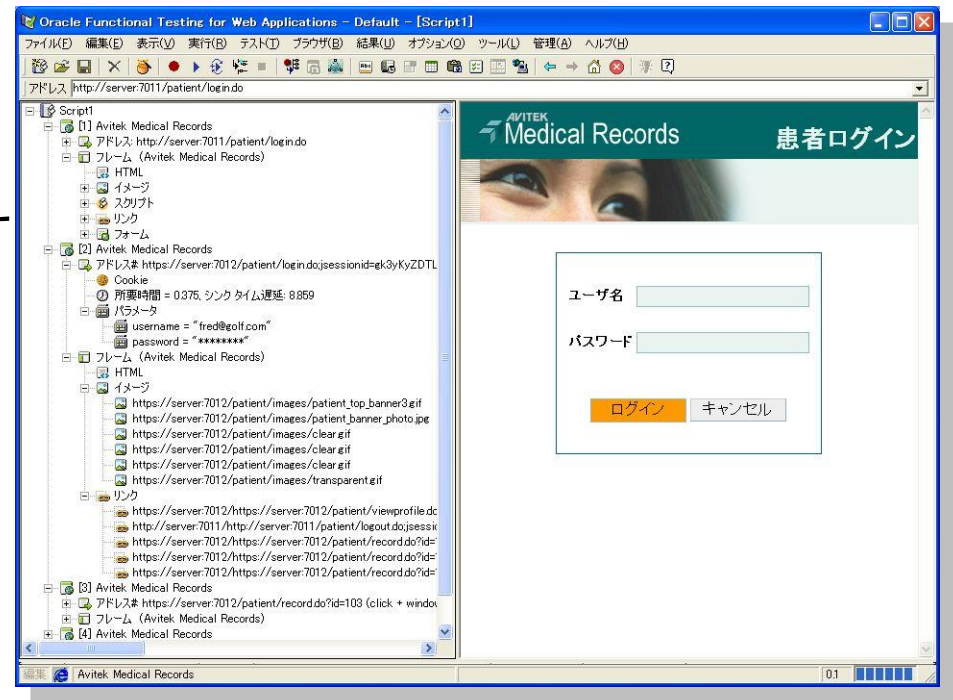 Oracle Functional Testing for Web Applications - Default - [Script1]
ファイル(F) 編集(E) 表示(V) 実行(R) テスト(T) ブラウザ(B) 結果(U) オプション(O) ツール(L) 管理(A) ヘルプ(H)
アドレス http://server:7011/patient/login.do
Script1
[1] Avitek Medical Records
アドレス: http://server:7011/patient/login.do
フレーム (Avitek Medical Records)
HTML
イメージ
スクリプト
リンク
フォーム
[2] Avitek Medical Records
アドレス# https://server:7012/patient/login.do;jsessionid=gk3yKyZDTL
Cookie
所要時間 = 0.375, シンク タイム遅延: 8.859
パラメータ
username = "fred@golf.com"
password = "********"
フレーム (Avitek Medical Records)
HTML
イメージ
https://server:7012/patient/images/patient_top_banner3.gif
https://server:7012/patient/images/patient_banner_photo.jpg
https://server:7012/patient/images/clear.gif
https://server:7012/patient/images/clear.gif
https://server:7012/patient/images/clear.gif
https://server:7012/patient/images/transparent.gif
リンク
https://server:7012/https://server:7012/patient/viewprofile.do
http://server:7011/http://server:7011/patient/logout.do;jsessio
https://server:7012/https://server:7012/patient/record.do?id=
https://server:7012/https://server:7012/patient/record.do?id=
https://server:7012/https://server:7012/patient/record.do?id=
[3] Avitek Medical Records
アドレス# https://server:7012/patient/record.do?id=103 (click + window
フレーム (Avitek Medical Records)
[4] Avitek Medical Records
AVITEK
Medical Records
患者ログイン
ユーザ名
パスワード
ログイン キャンセル
編集 Avitek Medical Records 0.1